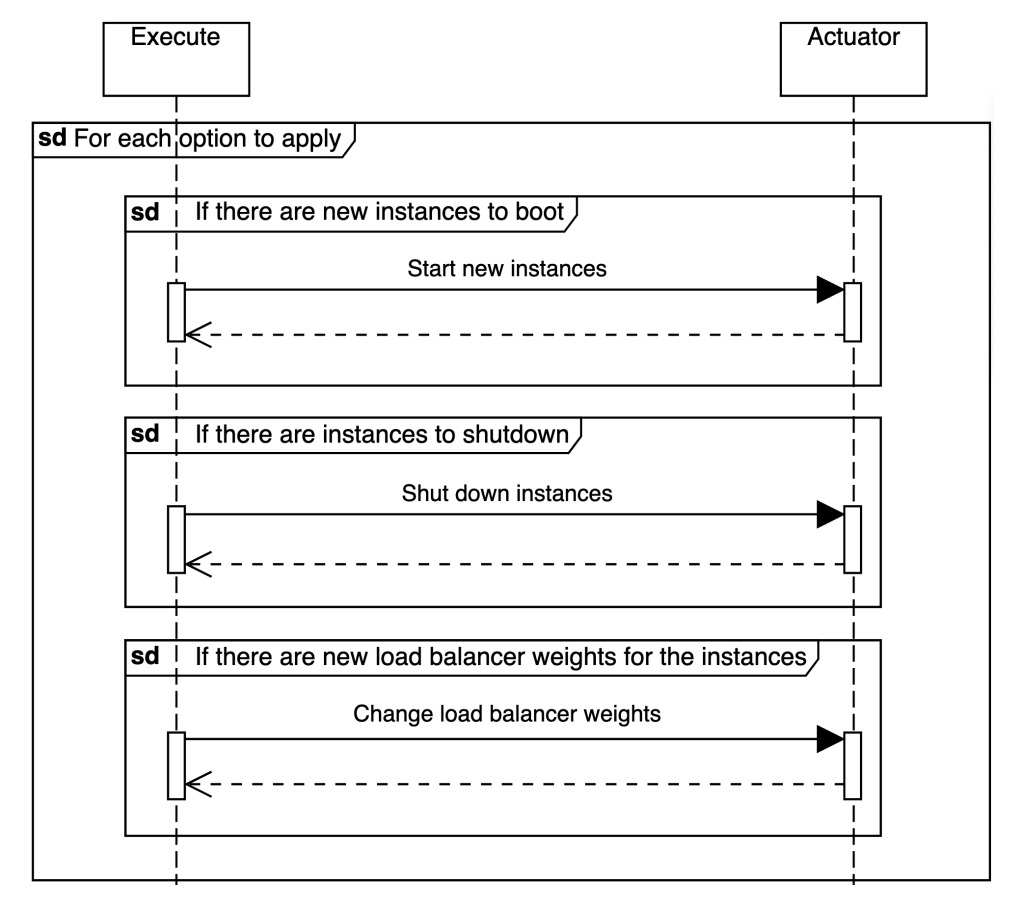 Execute
Actuator
sd For each option to apply
sd If there are new instances to boot
Start new instances
sd If there are instances to shutdown
Shut down instances
sd If there are new load balancer weights for the instances
Change load balancer weights